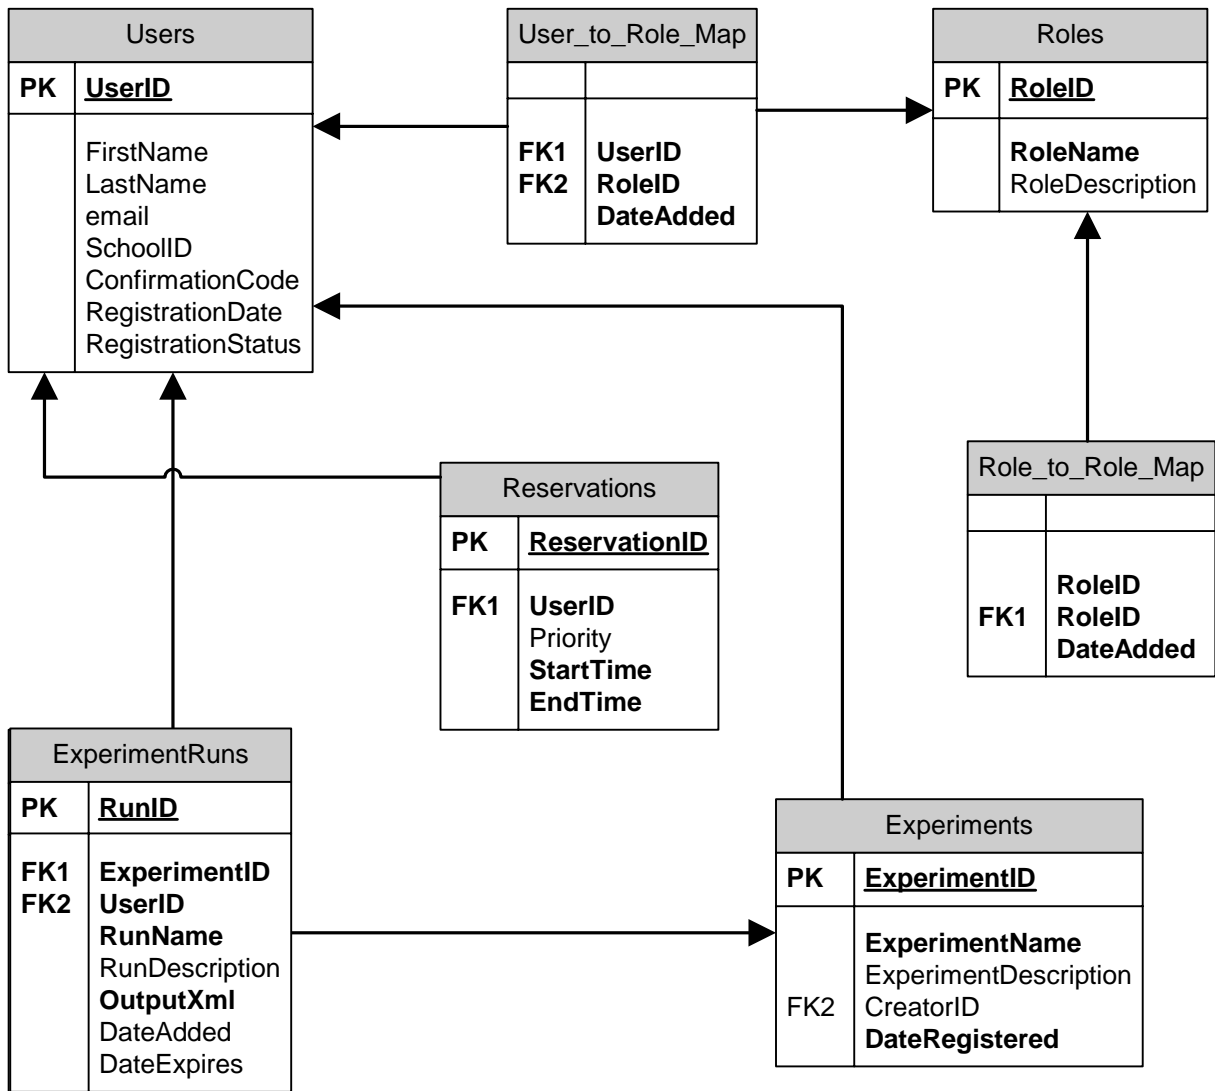 Users
PK UserID
FirstName
LastName
email
SchoolID
ConfirmationCode
RegistrationDate
RegistrationStatus
User_to_Role_Map
FK1 UserID
FK2 RoleID
DateAdded
Roles
PK RoleID
RoleName
RoleDescription
Role_to_Role_Map
RoleID
FK1 RoleID
DateAdded
Reservations
PK ReservationID
FK1 UserID
Priority
StartTime
EndTime
ExperimentRuns
PK RunID
FK1 ExperimentID
FK2 UserID
RunName
RunDescription
OutputXml
DateAdded
DateExpires
Experiments
PK ExperimentID
ExperimentName
ExperimentDescription
FK2 CreatorID
DateRegistered